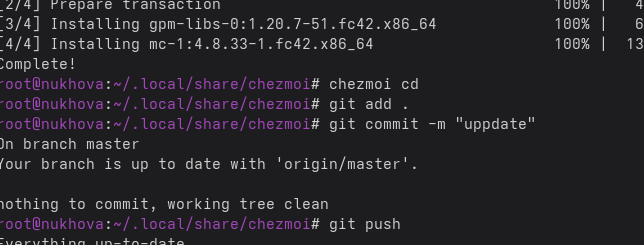 [2/4] Prepare transaction 100% | 4
[3/4] Installing gpm-libs-0:1.20.7-51.fc42.x86_64 100% | 6
[4/4] Installing mc-1:4.8.33-1.fc42.x86_64 100% | 13
Complete!
root@nukhova:~/.local/share/chezmoi# chezmoi cd
root@nukhova:~/.local/share/chezmoi# git add .
root@nukhova:~/.local/share/chezmoi# git commit -m "uppdate"
On branch master
Your branch is up to date with 'origin/master'.
nothing to commit, working tree clean
root@nukhova:~/.local/share/chezmoi# git push
Everything up-to-date